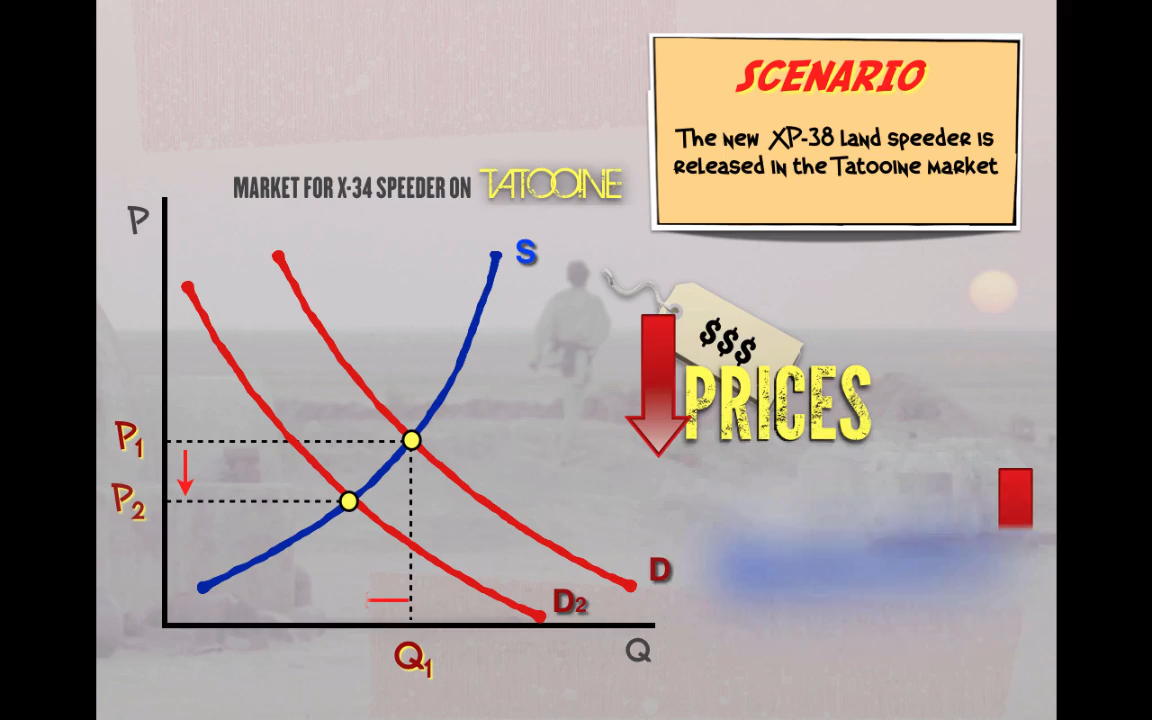 SCENARIO
The new XP-38 Land speeder is
released in the Tatooine market
MARKET FOR X-34 SPEEDER ON TATOOINE
P
S
$$$
PRICES
P1
P2
D
D2
Q1
Q